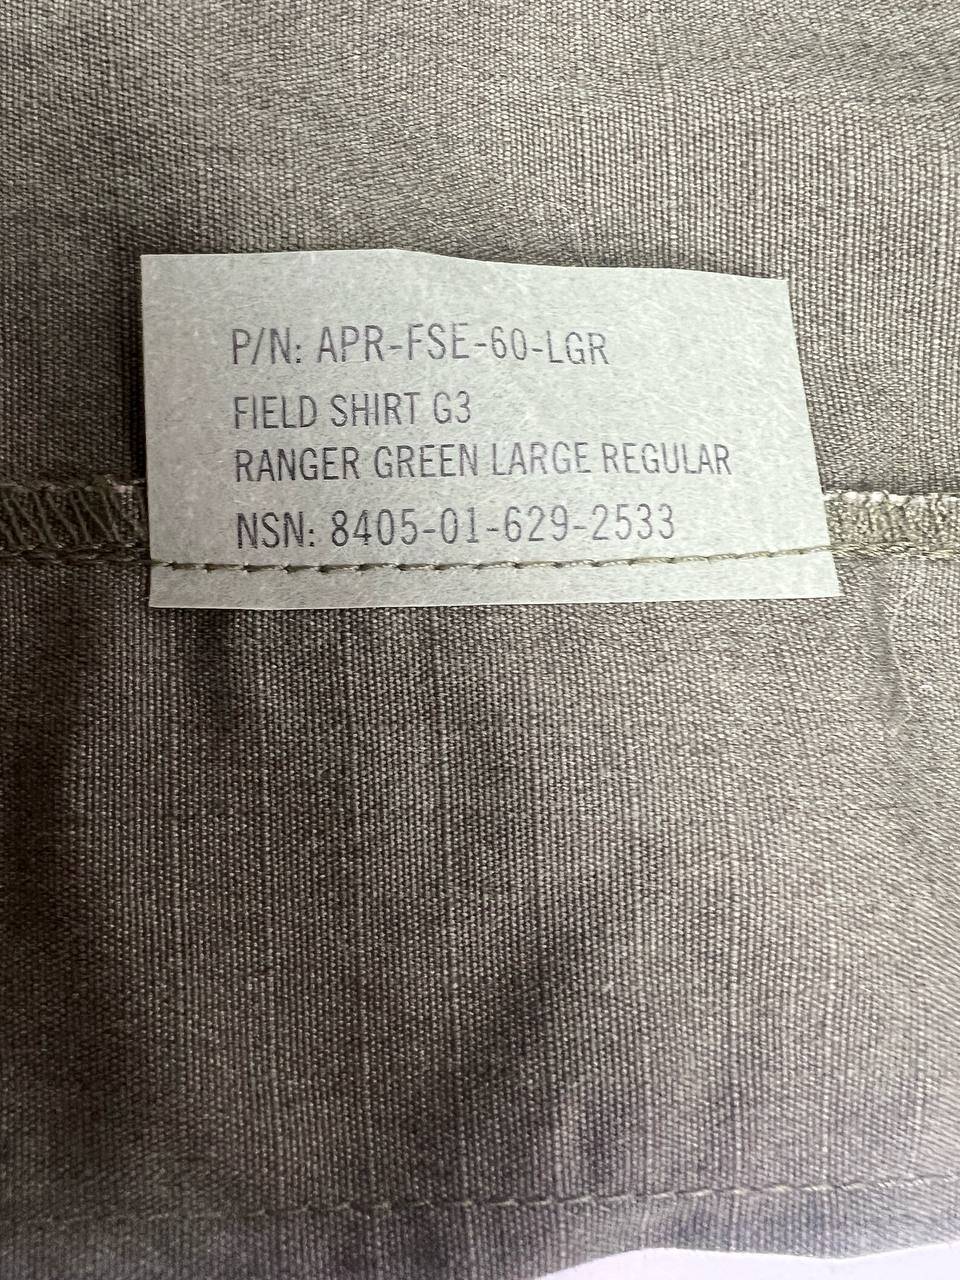 P/N: APR-FSE-60-LGR
FIELD SHIRT G3
RANGER GREEN LARGE REGULAR
NSN: 8405-01-629-2533